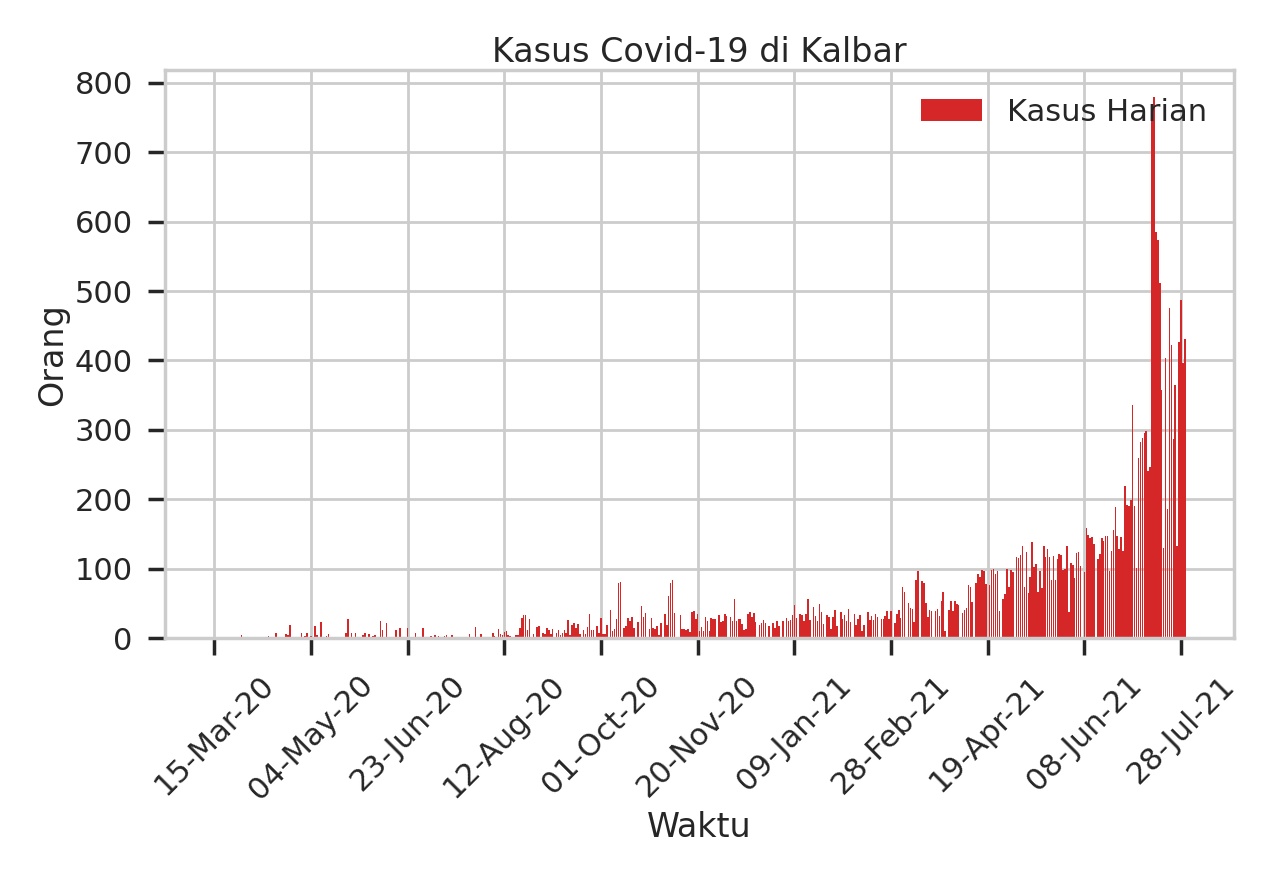 Kasus Covid-19 di Kalbar
Kasus Harian
800
700
600
500
400
300
200
100
0
Orang
15-Mar-20
04-May-20
23-Jun-20
12-Aug-20
01-Oct-20
20-Nov-20
09-Jan-21
28-Feb-21
19-Apr-21
08-Jun-21
28-Jul-21
Waktu